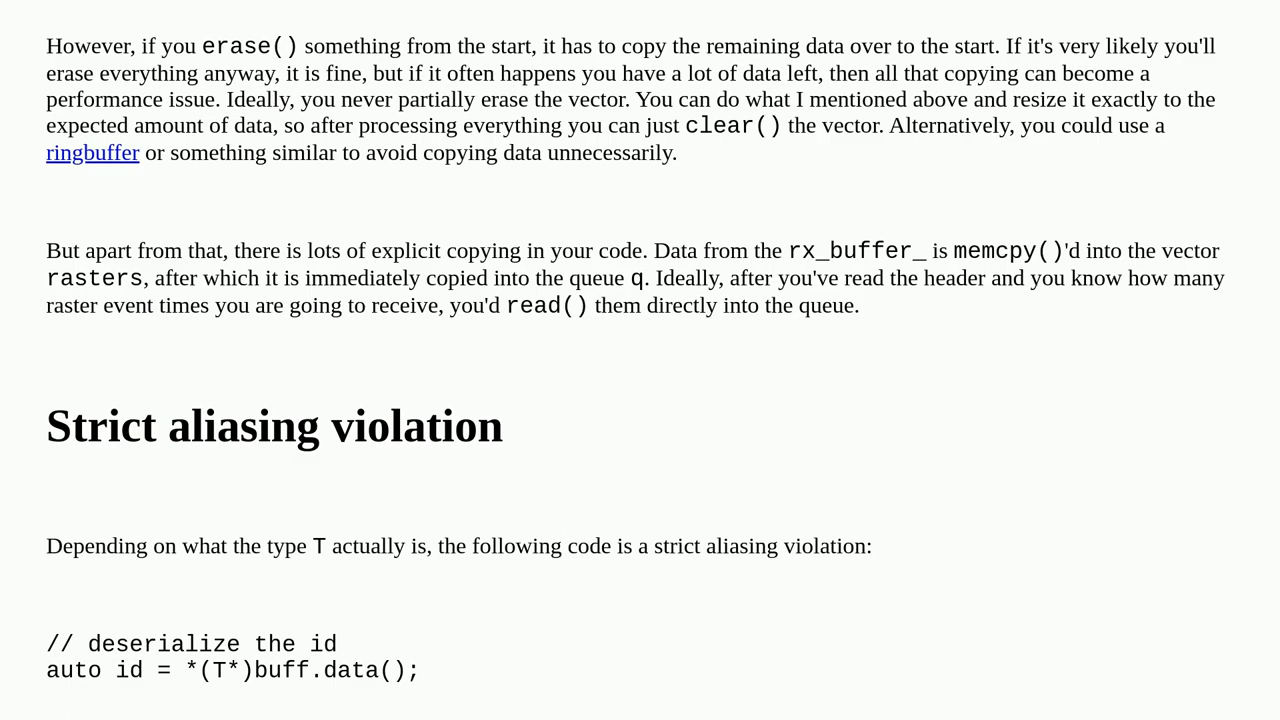 However, if you erase() something from the start, it has to copy the remaining data over to the start. If it's very likely you'll
erase everything anyway, it is fine, but if it often happens you have a lot of data left, then all that copying can become a
performance issue. Ideally, you never partially erase the vector. You can do what I mentioned above and resize it exactly to the
expected amount of data, so after processing everything you can just clear() the vector. Alternatively, you could use a
ringbuffer or something similar to avoid copying data unnecessarily.
But apart from that, there is lots of explicit copying in your code. Data from the rx_buffer_ is memcpy()'d into the vector
rasters, after which it is immediately copied into the queue q. Ideally, after you've read the header and you know how many
raster event times you are going to receive, you'd read() them directly into the queue.
Strict aliasing violation
Depending on what the type T actually is, the following code is a strict aliasing violation:
// deserialize the id
auto id = *(T*)buff.data();